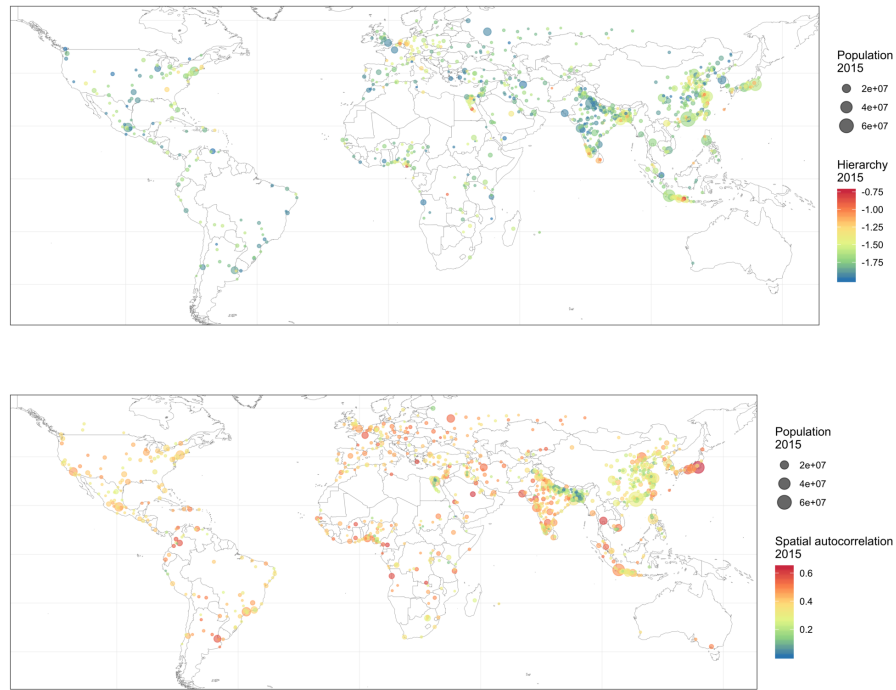 Population
2015
2e+07
4e+07
6e+07
Hierarchy
2015
-0.75
-1.00
-1.25
-1.50
-1.75
Population
2015
2e+07
4e+07
6e+07
Spatial autocorrelation
2015
0.6
0.4
0.2